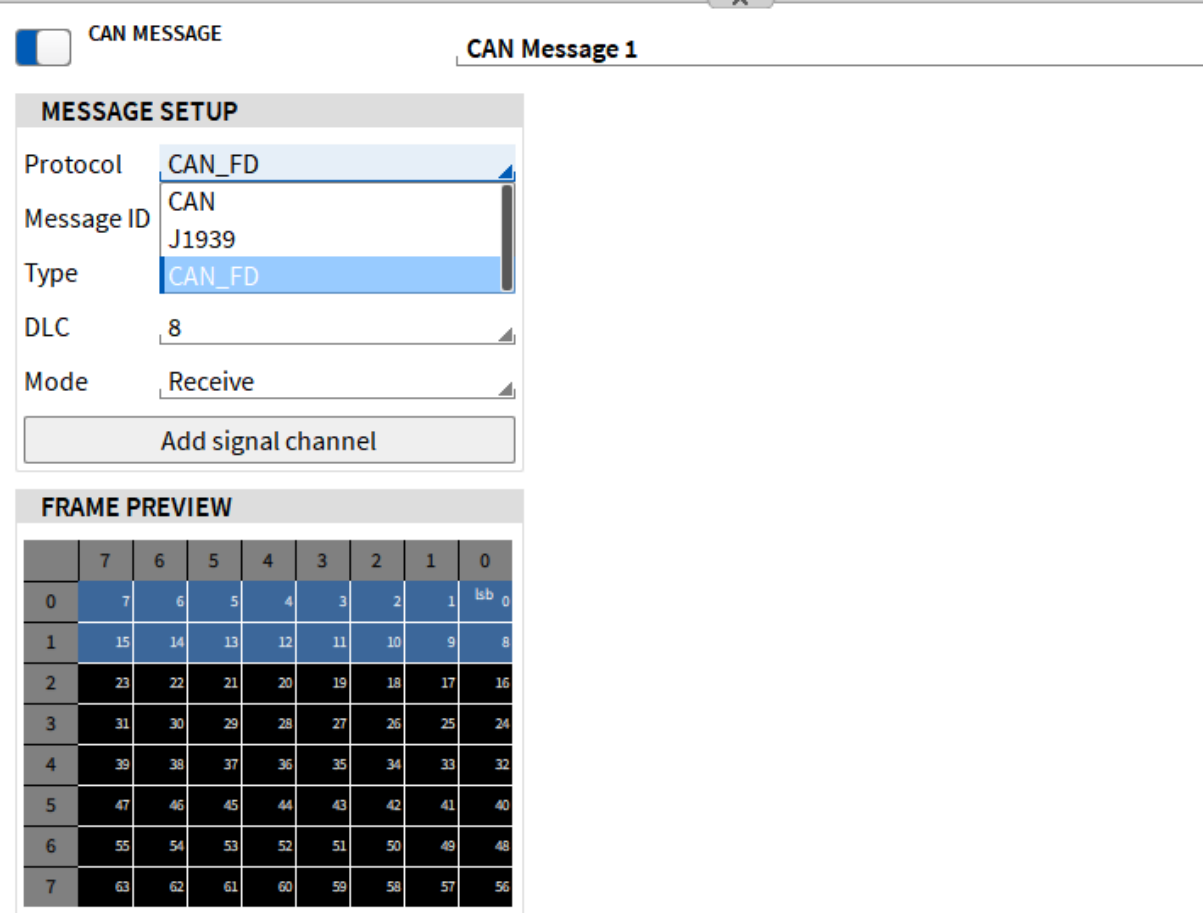 CAN MESSAGE
CAN Message 1
MESSAGE SETUP
Protocol CAN_FD
CAN
Message ID
J1939
Type CAN_FD
DLC 8
Mode Receive
Add signal channel
FRAME PREVIEW
7 6 5 4 3 2 1 0
0 7 6 5 4 3 2 1 lsb 0
1 15 14 13 12 11 10 9 8
2 23 22 21 20 19 18 17 16
3 31 30 29 28 27 26 25 24
4 39 38 37 36 35 34 33 32
5 47 46 45 44 43 42 41 40
6 55 54 53 52 51 50 49 48
7 63 62 61 60 59 58 57 56